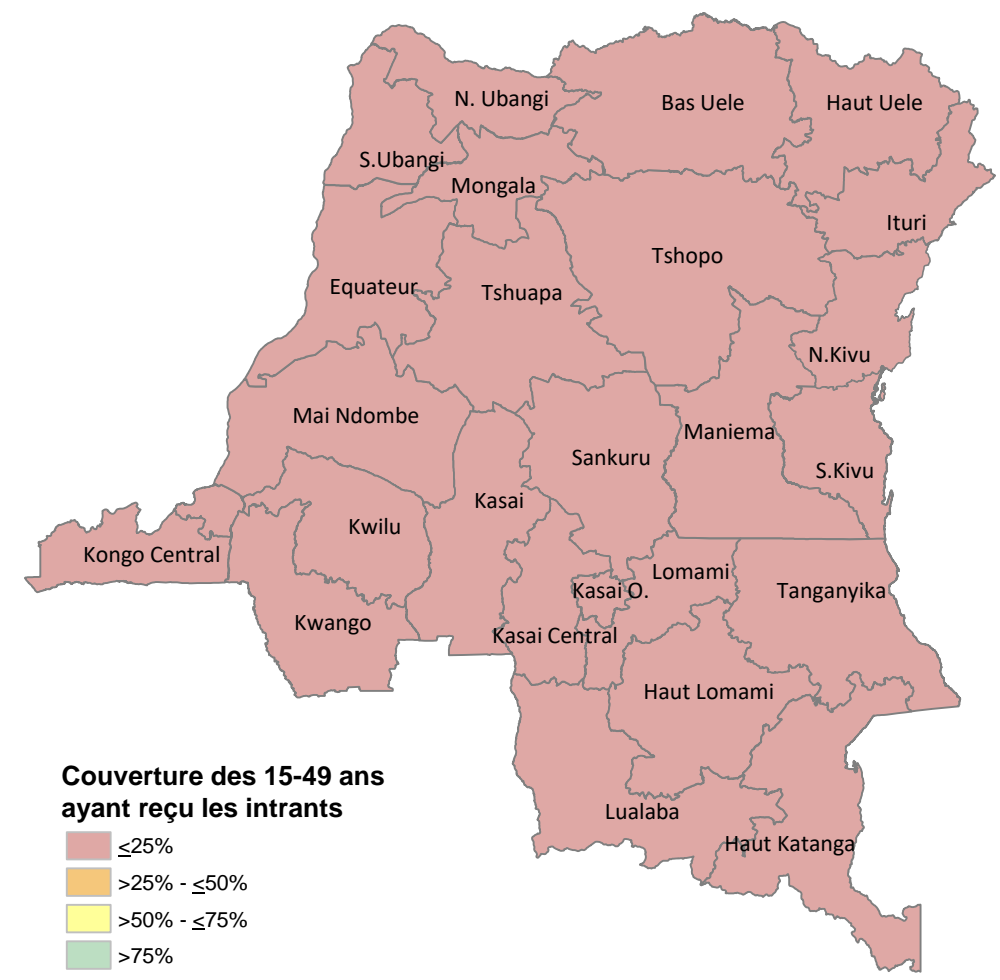 N. Ubangi
Bas Uele
Haut Uele
S.Ubangi
Mongala
Ituri
Tshopo
Equateur
Tshuapa
N.Kivu
Mai Ndombe
Maniema
Sankuru
S.Kivu
Kasai
Kwilu
Kongo Central
Lomami
Kasai O.
Tanganyika
Kwango
Kasai Central
Haut Lomami
Couverture des 15-49 ans
ayant reçu les intrants
Lualaba
Haut Katanga
≤25%
>25% - ≤50%
>50% - ≤75%
>75%